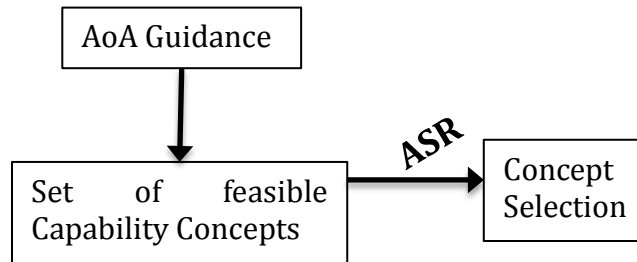 AoA Guidance
ASR
Set of feasible
Capability Concepts
Concept
Selection